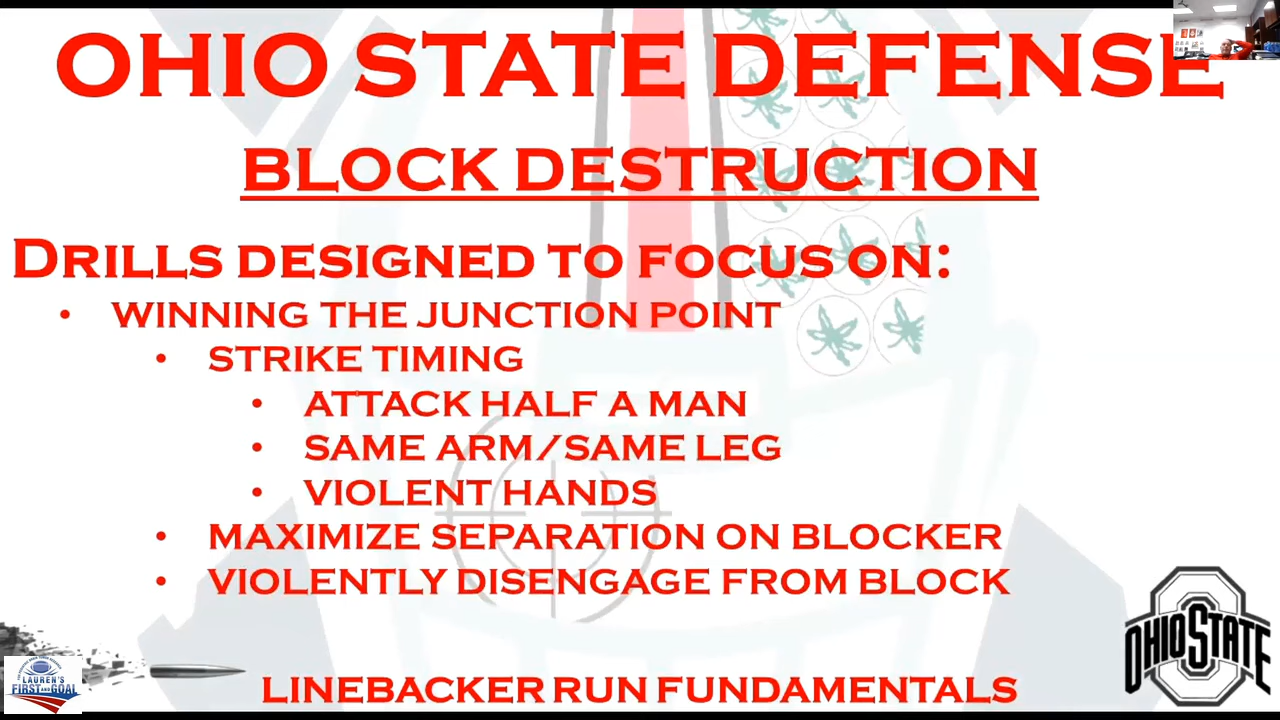 OHIO STATE DEFENSE
BLOCK DESTRUCTION
DRILLS DESIGNED TO FOCUS ON:
• WINNING THE JUNCTION POINT
• STRIKE TIMING
• ATTACK HALF A MAN
• SAME ARM/SAME LEG
• VIOLENT HANDS
• MAXIMIZE SEPARATION ON BLOCKER
• VIOLENTLY DISENGAGE FROM BLOCK
LINEBACKER RUN FUNDAMENTALS
LAUREN'S
FIRST AND GOAL
OHIO STATE